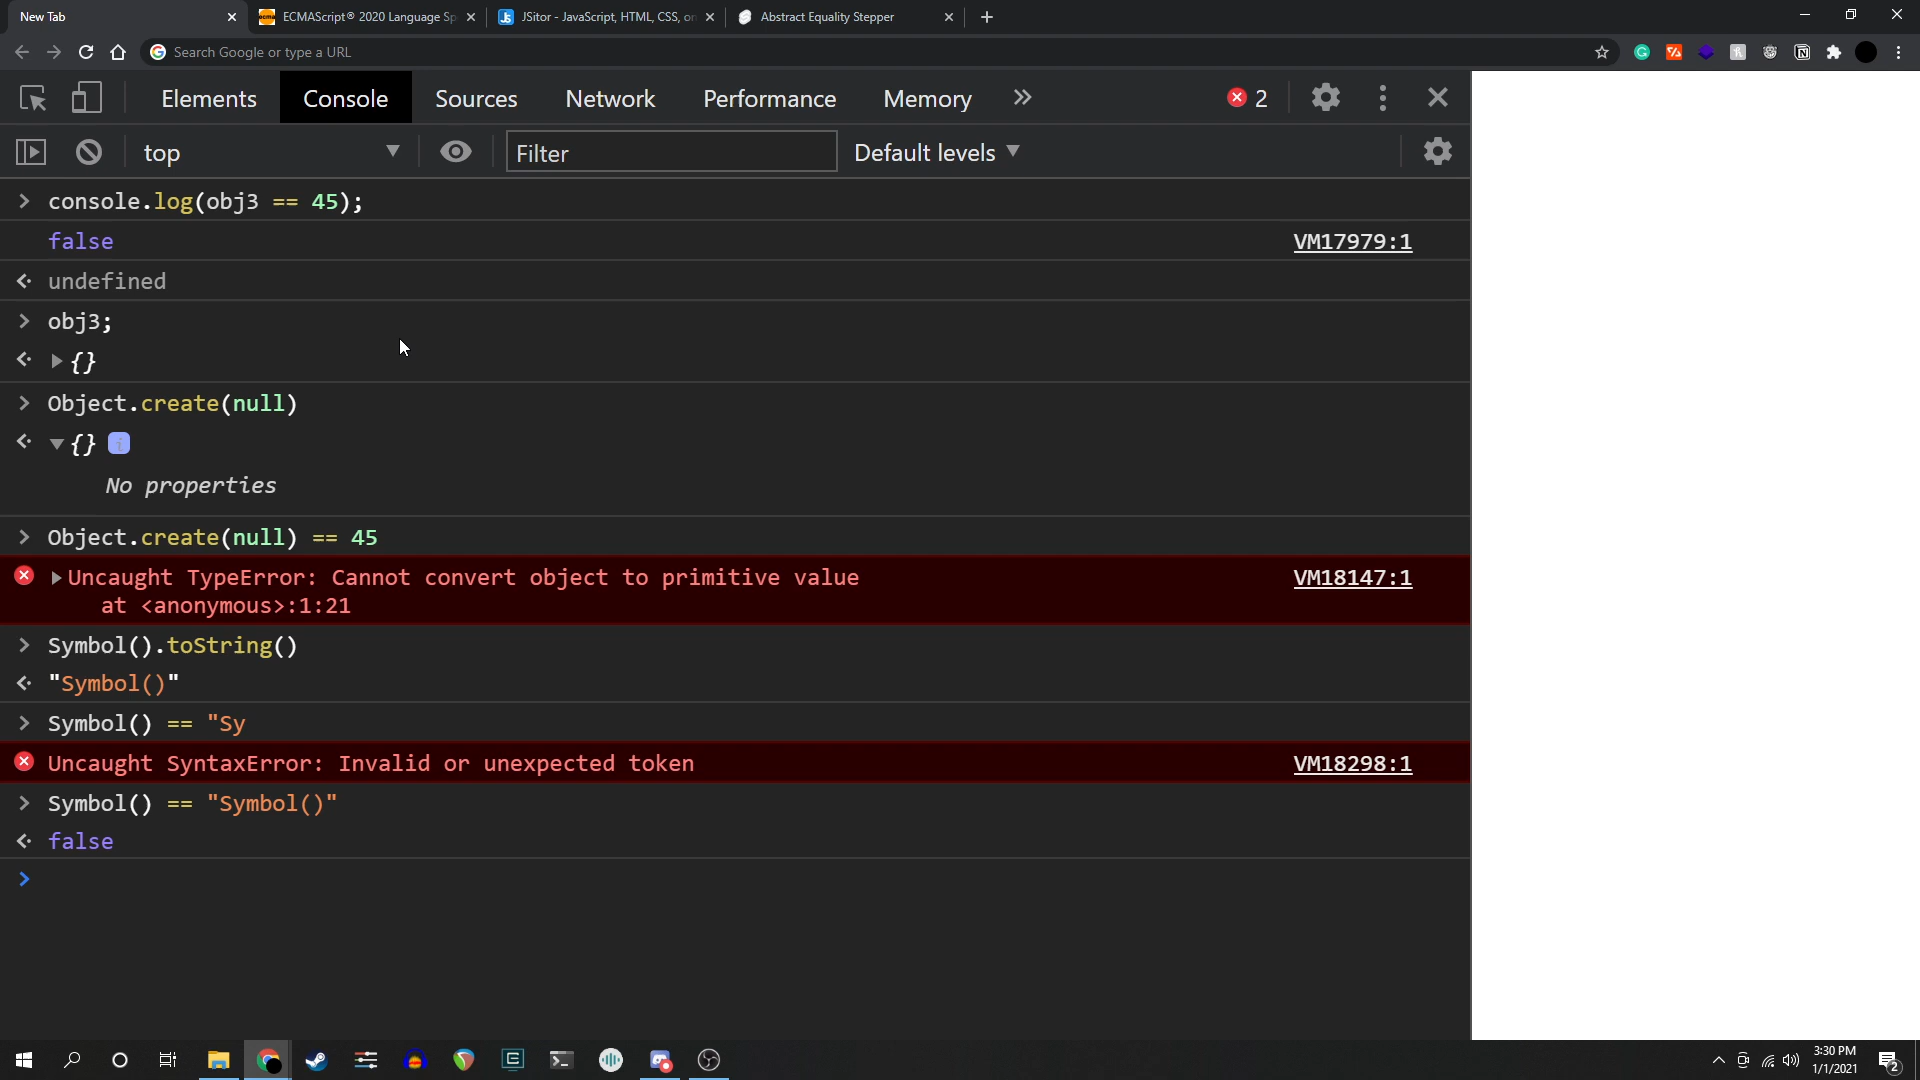 New Tab
ECMAScript® 2020 Language Sp
JSitor - JavaScript, HTML, CSS, on
Abstract Equality Stepper
Search Google or type a URL
Elements
Console
Sources
Network
Performance
Memory
2
top
Filter
Default levels
console.log(obj3 == 45);
false
VM17979:1
undefined
obj3;
{}
Object.create(null)
{} i
No properties
Object.create(null) == 45
Uncaught TypeError: Cannot convert object to primitive value
VM18147:1
at <anonymous>:1:21
Symbol().toString()
"Symbol()"
Symbol() == "Sy
Uncaught SyntaxError: Invalid or unexpected token
VM18298:1
Symbol() == "Symbol()"
false
3:30 PM
1/1/2021
2